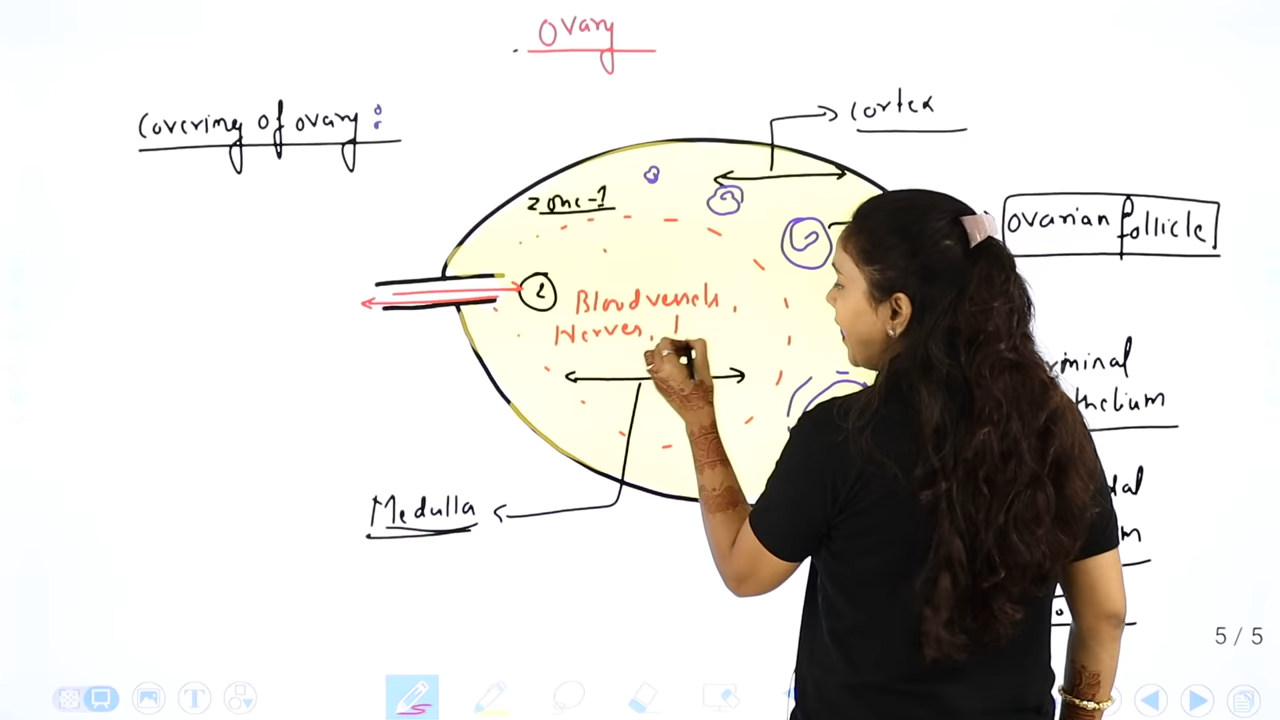 Ovary
Covering of ovary :
cortex
zone-1
ovarian follicle
2
Blood vessels,
Nerves,
Medulla
5 / 5